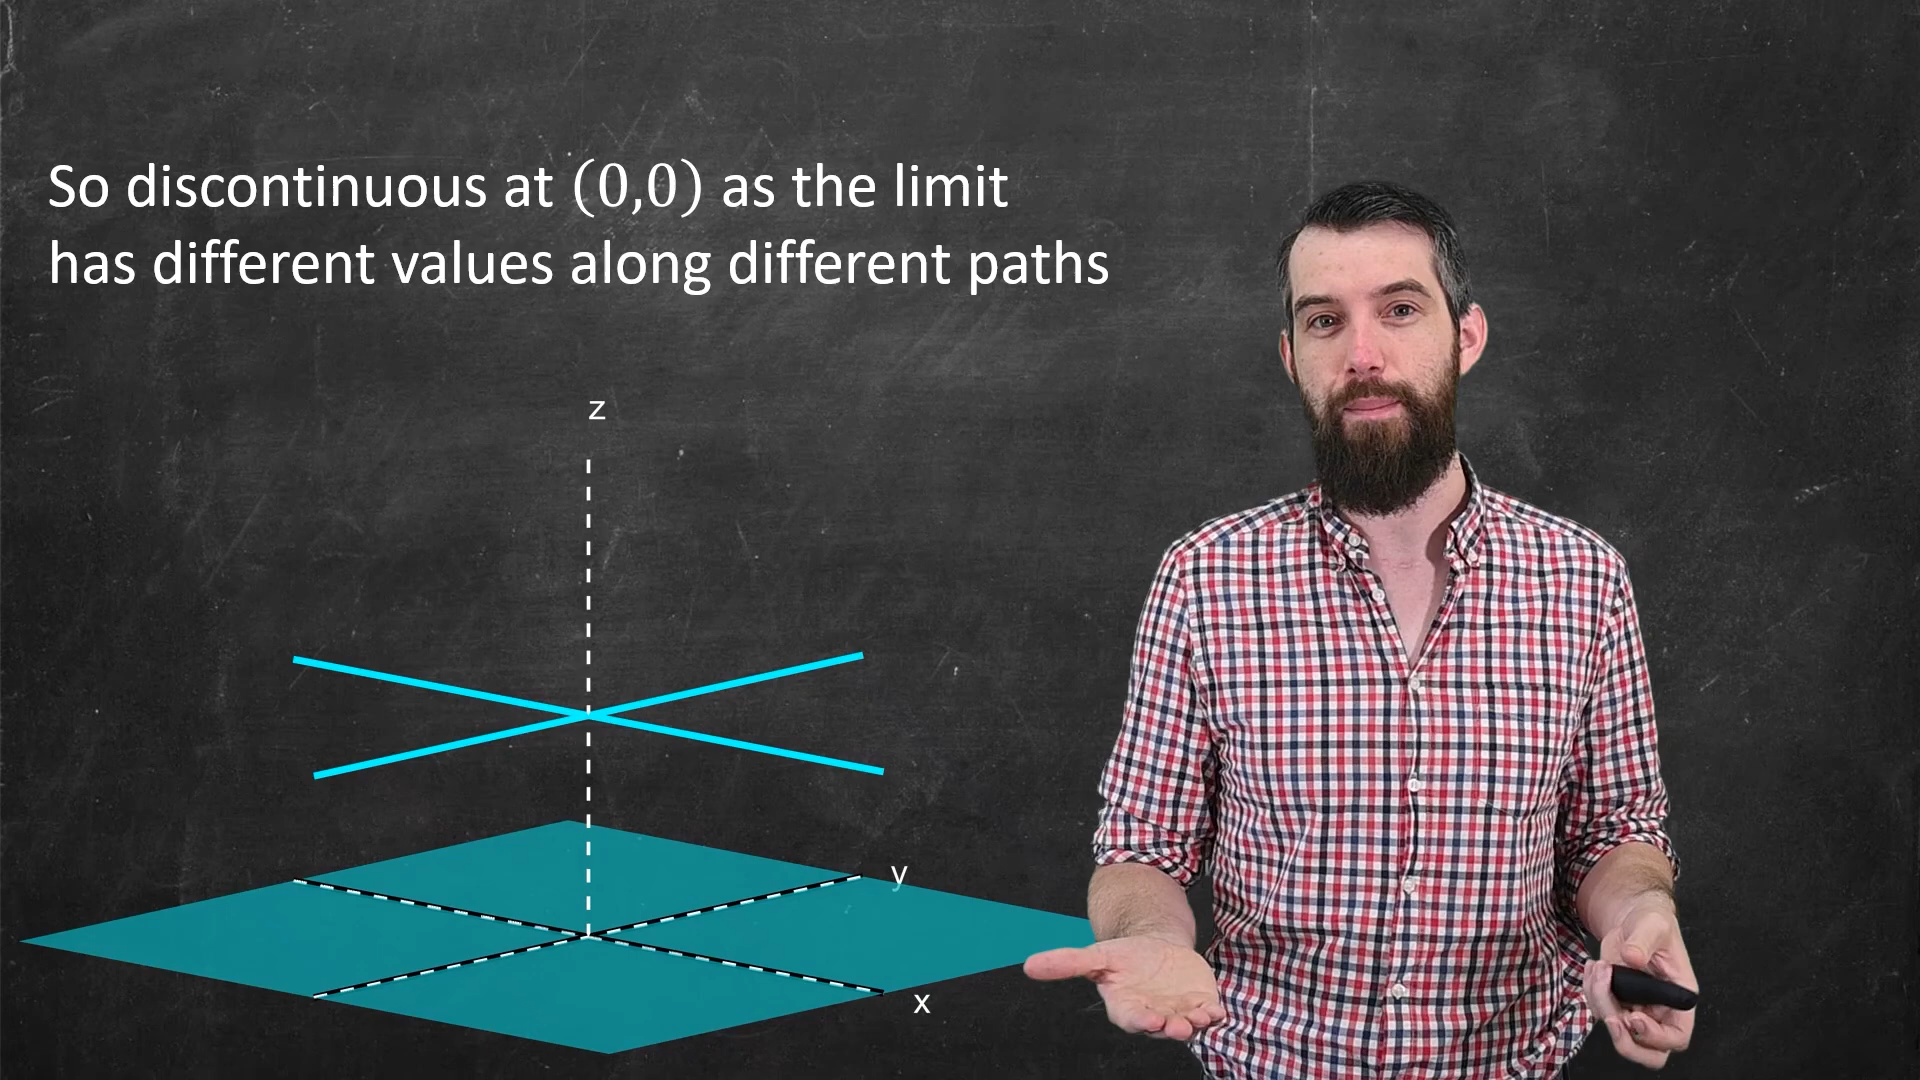 So discontinuous at (0,0) as the limit
has different values along different paths
z
y
x